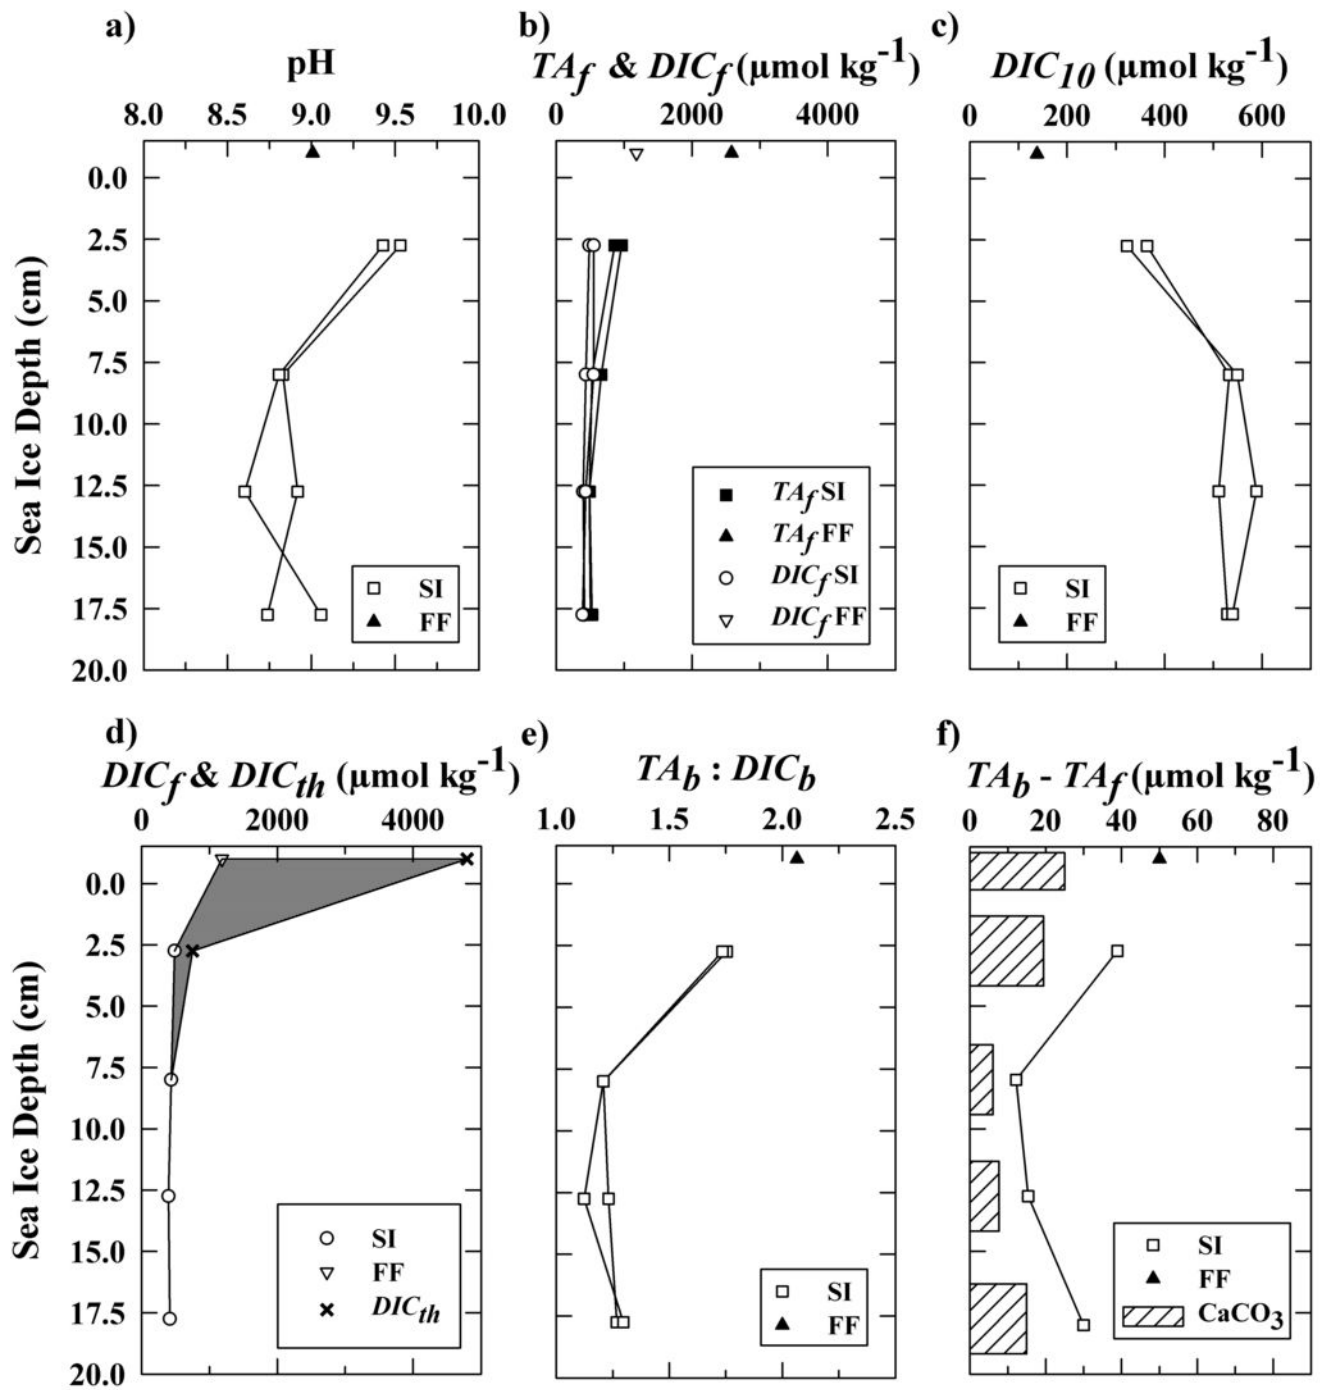 a)
pH
8.0 8.5 9.0 9.5 10.0
Sea Ice Depth (cm)
0.0
2.5
5.0
7.5
10.0
12.5
15.0
17.5
20.0
SI
FF
b)
TAf & DICf (μmol kg-1)
0 2000 4000
TAf SI
TAf FF
DICf SI
DICf FF
c)
DIC10 (μmol kg-1)
0 200 400 600
SI
FF
d)
DICf & DICth (μmol kg-1)
0 2000 4000
Sea Ice Depth (cm)
0.0
2.5
5.0
7.5
10.0
12.5
15.0
17.5
20.0
SI
FF
DICth
e)
TAb : DICb
1.0 1.5 2.0 2.5
SI
FF
f)
TAb - TAf (μmol kg-1)
0 20 40 60 80
SI
FF
CaCO3